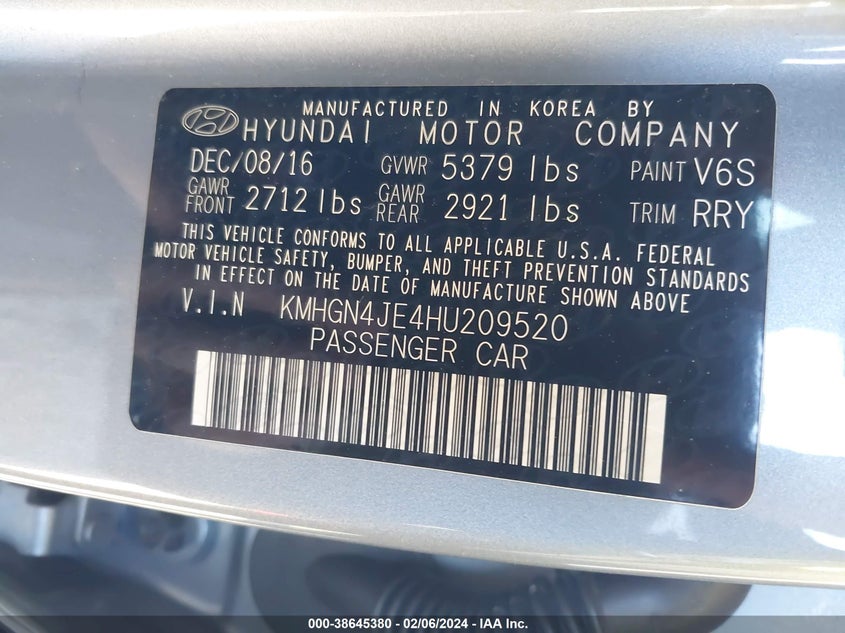 MANUFACTURED IN KOREA BY
HYUNDAI MOTOR COMPANY
DEC/08/16 GVWR 5379 lbs PAINT V6S
GAWR FRONT 2712 lbs GAWR REAR 2921 lbs TRIM RRY
THIS VEHICLE CONFORMS TO ALL APPLICABLE U.S.A. FEDERAL
MOTOR VEHICLE SAFETY, BUMPER, AND THEFT PREVENTION STANDARDS
IN EFFECT ON THE DATE OF MANUFACTURE SHOWN ABOVE
V.I.N KMHGN4JE4HU209520
PASSENGER CAR
000-38645380 - 02/06/2024 - IAA Inc.